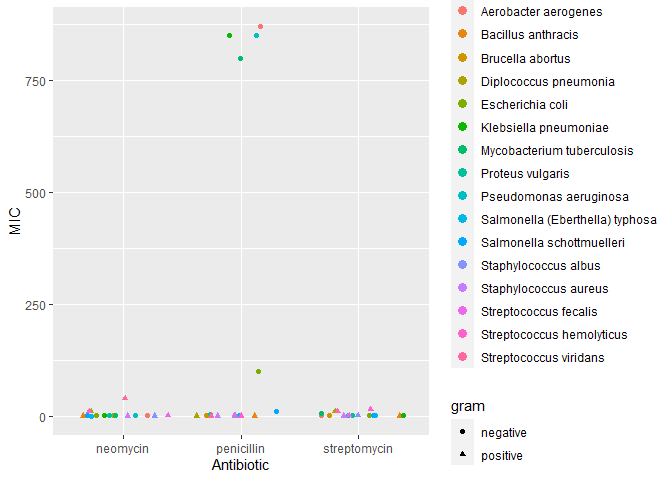 Aerobacter aerogenes
Bacillus anthracis
Brucella abortus
Diplococcus pneumonia
Escherichia coli
Klebsiella pneumoniae
Mycobacterium tuberculosis
Proteus vulgaris
Pseudomonas aeruginosa
Salmonella (Eberthella) typhosa
Salmonella schottmuelleri
Staphylococcus albus
Staphylococcus aureus
Streptococcus fecalis
Streptococcus hemolyticus
Streptococcus viridans
gram
negative
positive
MIC
750
500
250
0
neomycin penicillin streptomycin
Antibiotic